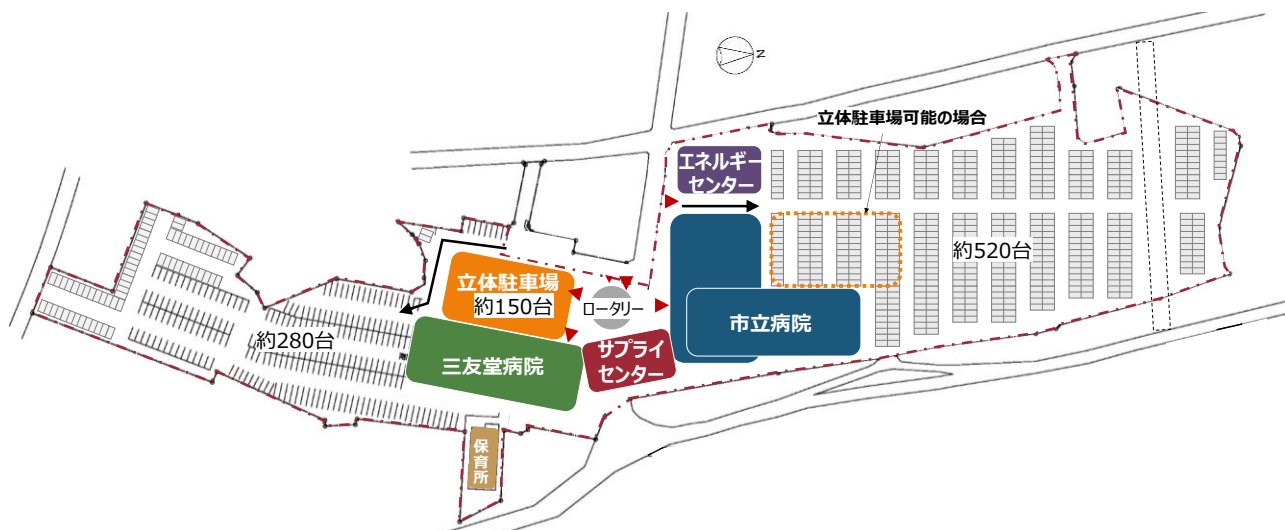 N
立体駐車場可能の場合
エネルギー
センター
約520台
立体駐車場
約150台
ロータリー
市立病院
約280台
三友堂病院
サプライ
センター
保育所